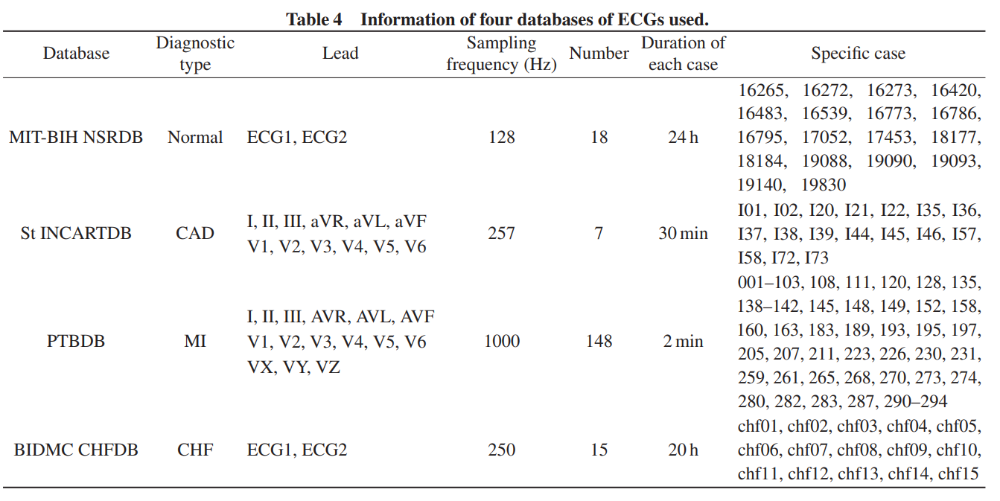 Table 4 Information of four databases of ECGs used.
Database Diagnostic type Lead Sampling frequency (Hz) Number Duration of each case Specific case
MIT-BIH NSRDB Normal ECG1, ECG2 128 18 24 h
16265, 16272, 16273, 16420,
16483, 16539, 16773, 16786,
16795, 17052, 17453, 18177,
18184, 19088, 19090, 19093,
19140, 19830
St INCARTDB CAD
I, II, III, aVR, aVL, aVF
V1, V2, V3, V4, V5, V6
257 7 30 min
I01, I02, I20, I21, I22, I35, I36,
I37, I38, I39, I44, I45, I46, I57,
I58, I72, I73
PTBDB MI
I, II, III, AVR, AVL, AVF
V1, V2, V3, V4, V5, V6
VX, VY, VZ
1000 148 2 min
001–103, 108, 111, 120, 128, 135,
138–142, 145, 148, 149, 152, 158,
160, 163, 183, 189, 193, 195, 197,
205, 207, 211, 223, 226, 230, 231,
259, 261, 265, 268, 270, 273, 274,
280, 282, 283, 287, 290–294
BIDMC CHFDB CHF ECG1, ECG2 250 15 20 h
chf01, chf02, chf03, chf04, chf05,
chf06, chf07, chf08, chf09, chf10,
chf11, chf12, chf13, chf14, chf15